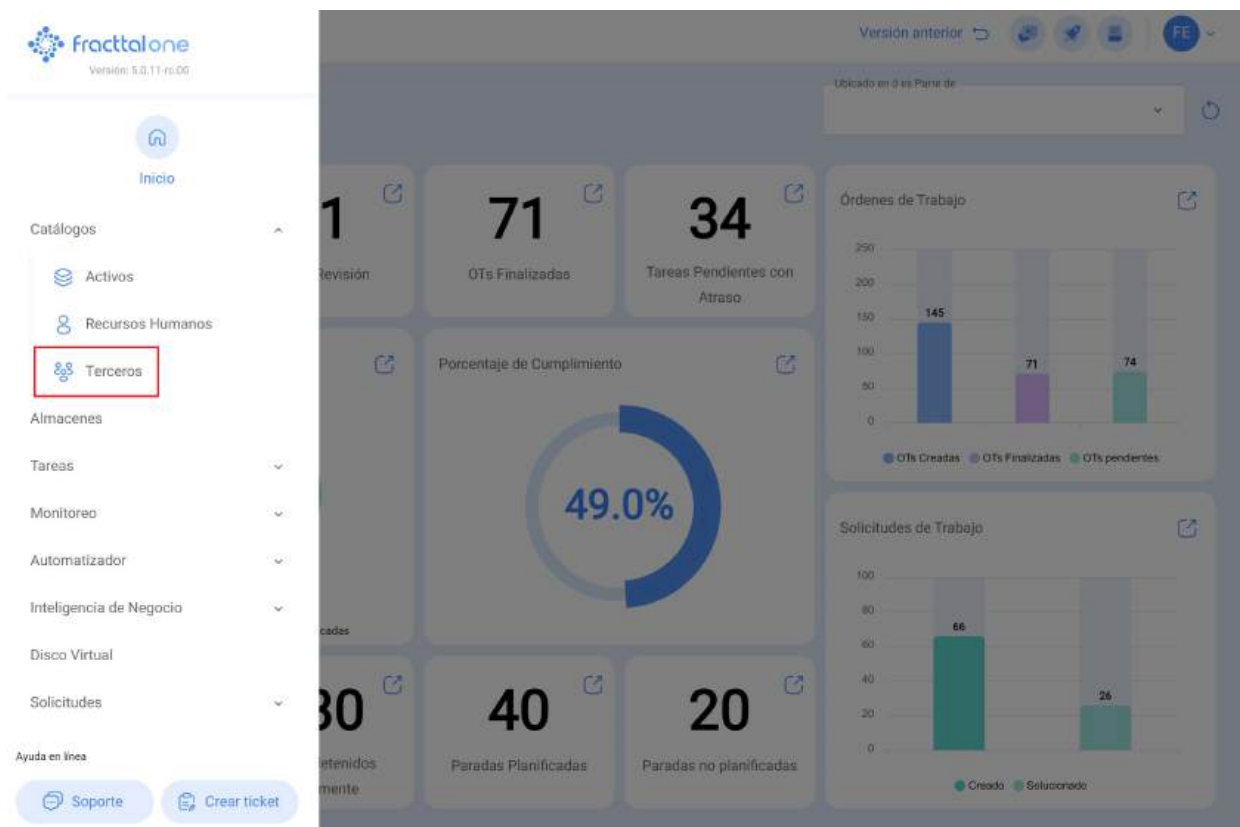 fracttalone
Versión: 5.0.11-rc.00
Inicio
Catálogos
Activos
Recursos Humanos
Terceros
Almacenes
Tareas
Monitoreo
Automatizador
Inteligencia de Negocio
Disco Virtual
Solicitudes
Ayuda en línea
Soporte
Crear ticket
Versión anterior
FE
Ubicado en ó es Parte de
1
Revisión
71
OTs Finalizadas
34
Tareas Pendientes con
Atraso
Órdenes de Trabajo
250
200
150
100
50
0
145
71
74
OTs Creadas OTs Finalizadas OTs pendientes
Porcentaje de Cumplimiento
49.0%
icadas
Solicitudes de Trabajo
100
80
60
40
20
0
66
26
Creado Solucionado
30
etenidos
mente
40
Paradas Planificadas
20
Paradas no planificadas